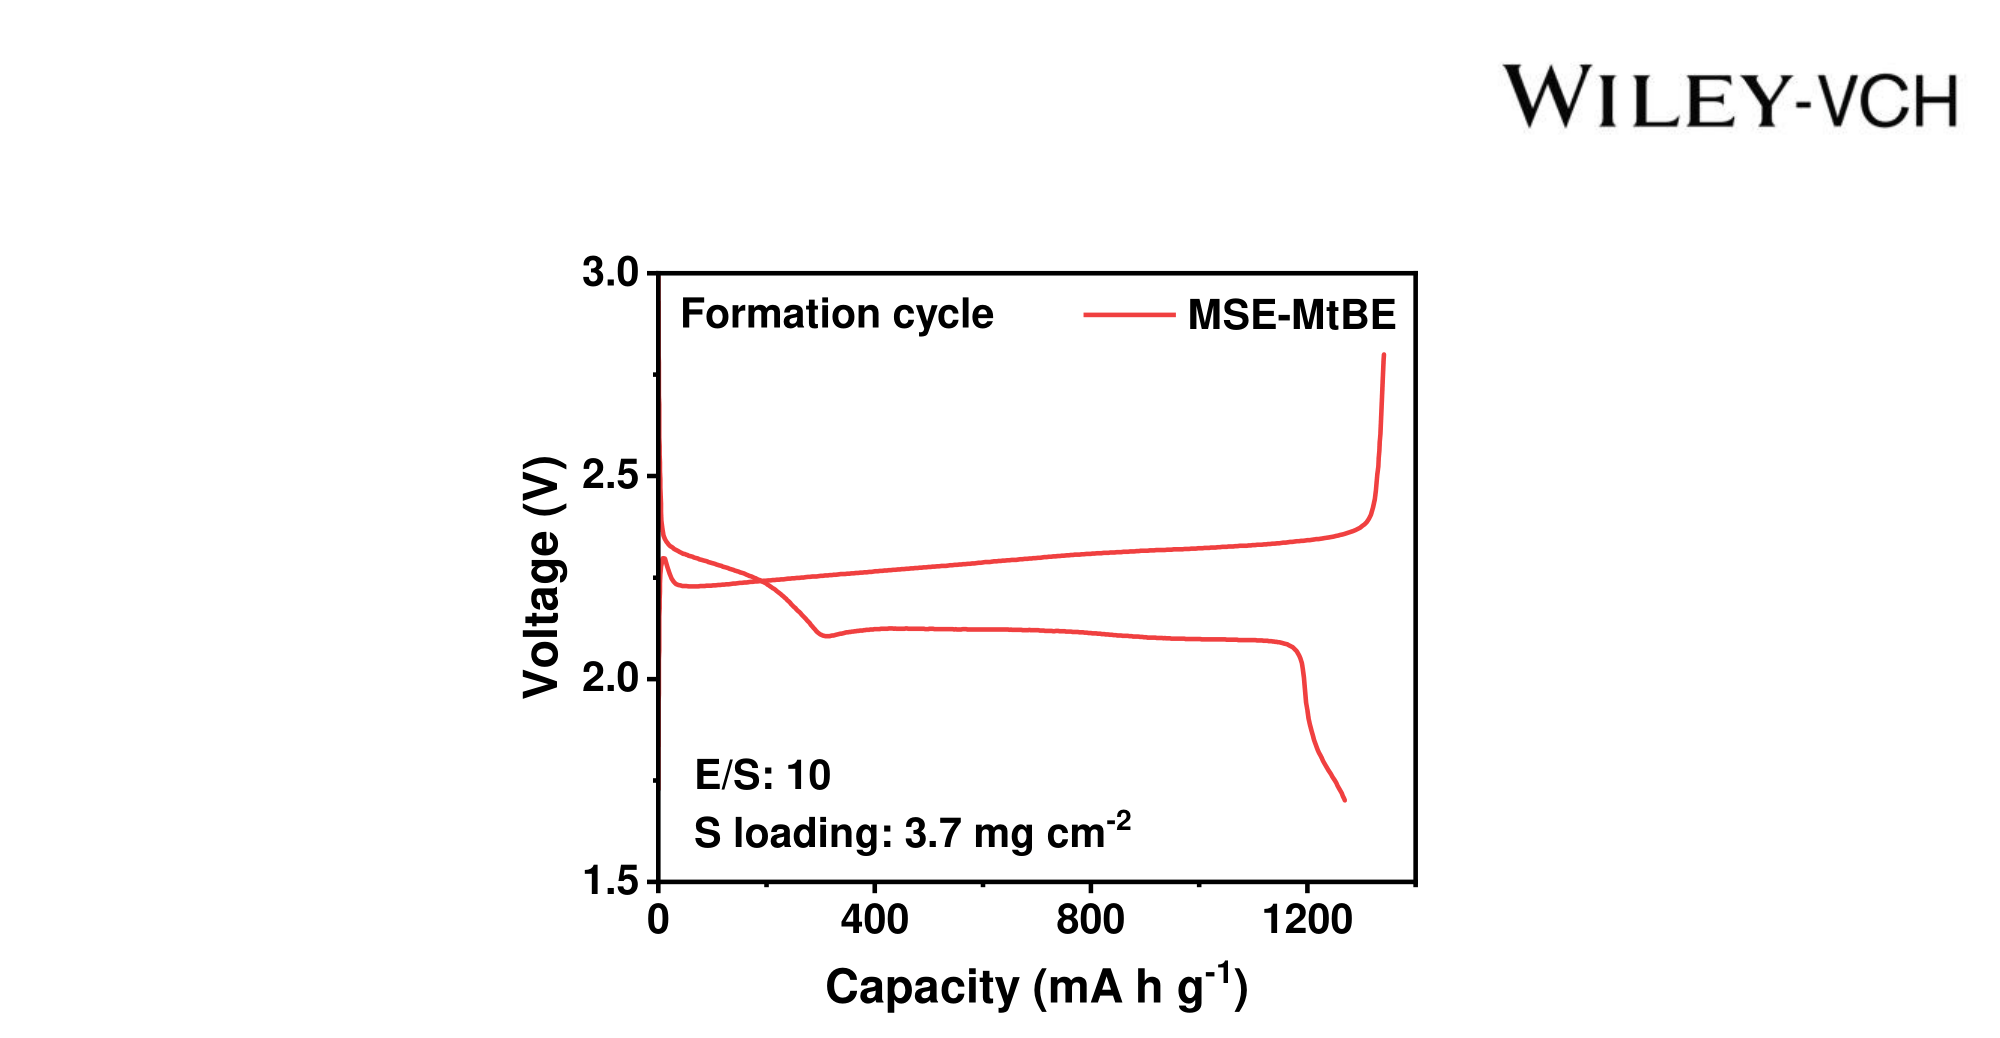 WILEY-VCH
3.0
Formation cycle
MSE-MtBE
2.5
Voltage (V)
2.0
E/S: 10
S loading: 3.7 mg cm⁻²
1.5
0 400 800 1200
Capacity (mA h g⁻¹)